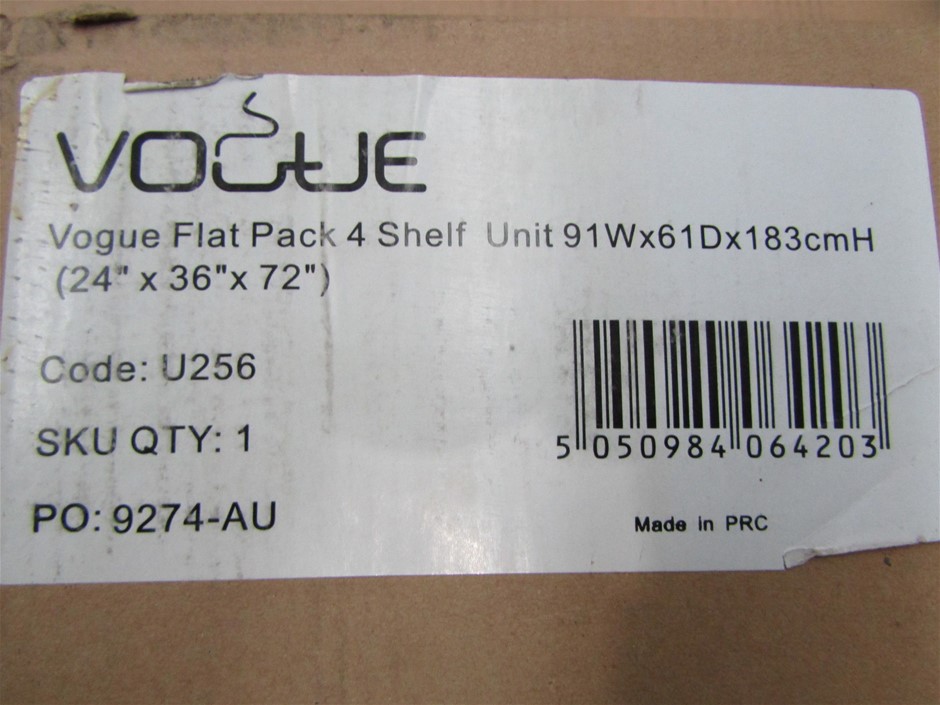 VOGUE
Vogue Flat Pack 4 Shelf Unit 91Wx61Dx183cmH
(24" x 36"x 72")
Code: U256
SKU QTY: 1
5 050984 064203
PO: 9274-AU
Made in PRC